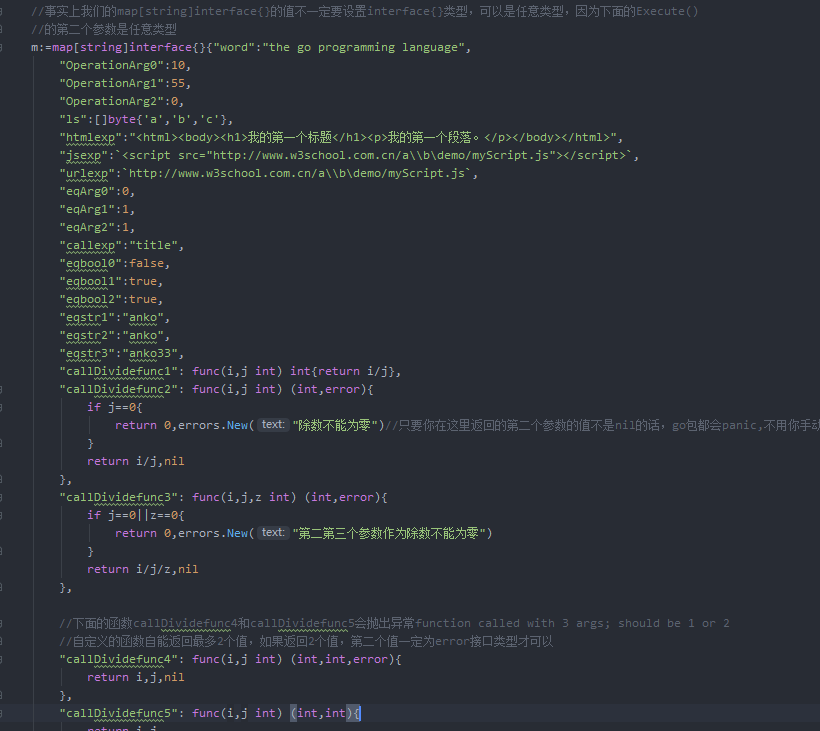 //事实上我们的map[string]interface{}的值不一定要设置interface{}类型，可以是任意类型，因为下面的Execute()
//的第二个参数是任意类型
m:=map[string]interface{}{"word":"the go programming language",
"OperationArg0":10,
"OperationArg1":55,
"OperationArg2":0,
"ls":[]byte{'a','b','c'},
"htmlexp":"<html><body><h1>我的第一个标题</h1><p>我的第一个段落。</p></body></html>",
"jsexp":`<script src="http://www.w3school.com.cn/a\\b\demo/myScript.js"></script>`,
"urlexp":`http://www.w3school.com.cn/a\\b\demo/myScript.js`,
"eqArg0":0,
"eqArg1":1,
"eqArg2":1,
"callexp":"title",
"eqbool0":false,
"eqbool1":true,
"eqbool2":true,
"eqstr1":"anko",
"eqstr2":"anko",
"eqstr3":"anko33",
"callDividefunc1": func(i,j int) int{return i/j},
"callDividefunc2": func(i,j int) (int,error){
if j==0{
return 0,errors.New( text: "除数不能为零")//只要你在这里返回的第二个参数的值不是nil的话，go包都会panic,不用你手动
}
return i/j,nil
},
"callDividefunc3": func(i,j,z int) (int,error){
if j==0||z==0{
return 0,errors.New( text: "第二第三个参数作为除数不能为零")
}
return i/j/z,nil
},
//下面的函数callDividefunc4和callDividefunc5会抛出异常function called with 3 args; should be 1 or 2
//自定义的函数自能返回最多2个值，如果返回2个值，第二个值一定为error接口类型才可以
"callDividefunc4": func(i,j int) (int,int,error){
return i,j,nil
},
"callDividefunc5": func(i,j int) (int,int){